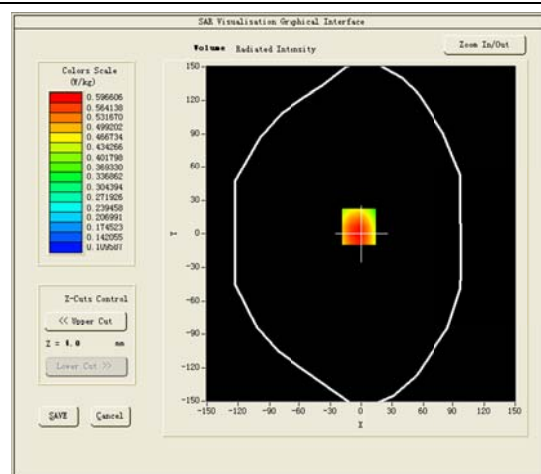 SAR Visualisation Graphical Interface
Volume Radiated Intensity
Zoom In/Out
Colors Scale
(W/kg)
0.596606
0.564138
0.531670
0.499202
0.466734
0.434266
0.401798
0.369330
0.336862
0.304394
0.271926
0.239458
0.206991
0.174523
0.142055
0.109587
Z-Cuts Control
<< Upper Cut
Z = 4.0 mm
Lower Cut >>
SAVE
Cancel
Y
150
120
90
60
30
0
-30
-60
-90
-120
-150
-150 -120 -90 -60 -30 0 30 60 90 120 150
X